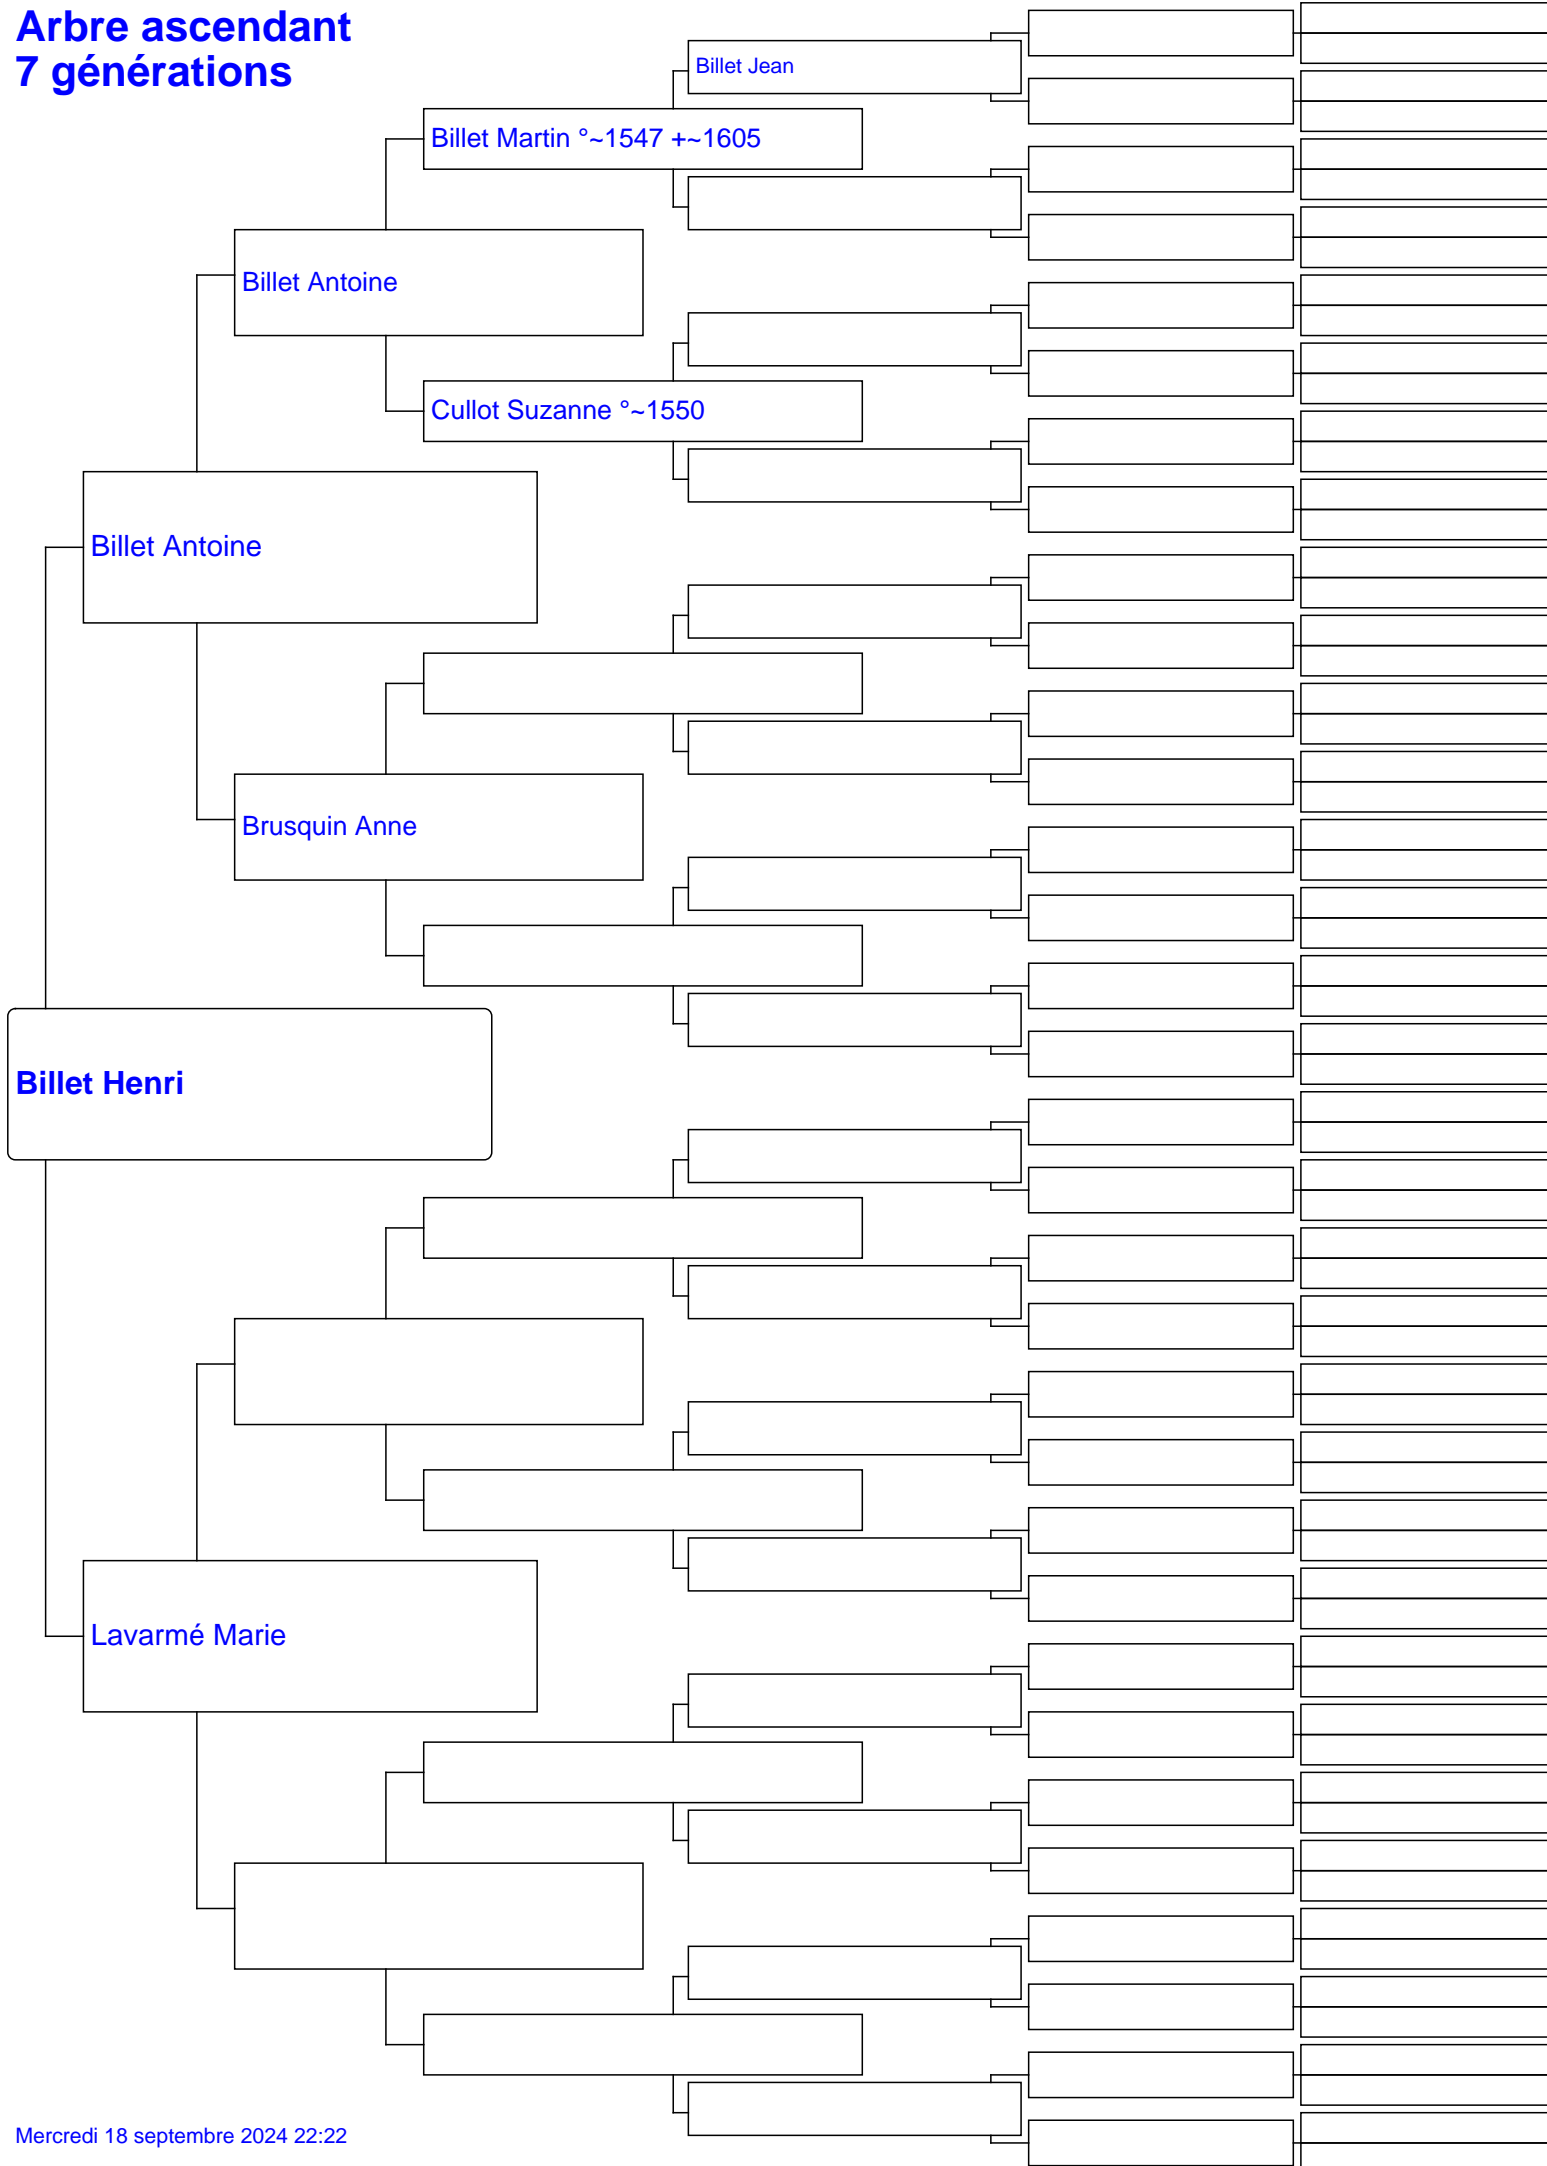 Arbre ascendant
7 générations
Billet Jean
Billet Martin °~1547 +~1605
Billet Antoine
Cullot Suzanne °~1550
Billet Antoine
Brusquin Anne
Billet Henri
Lavarmé Marie
Mercredi 18 septembre 2024 22:22